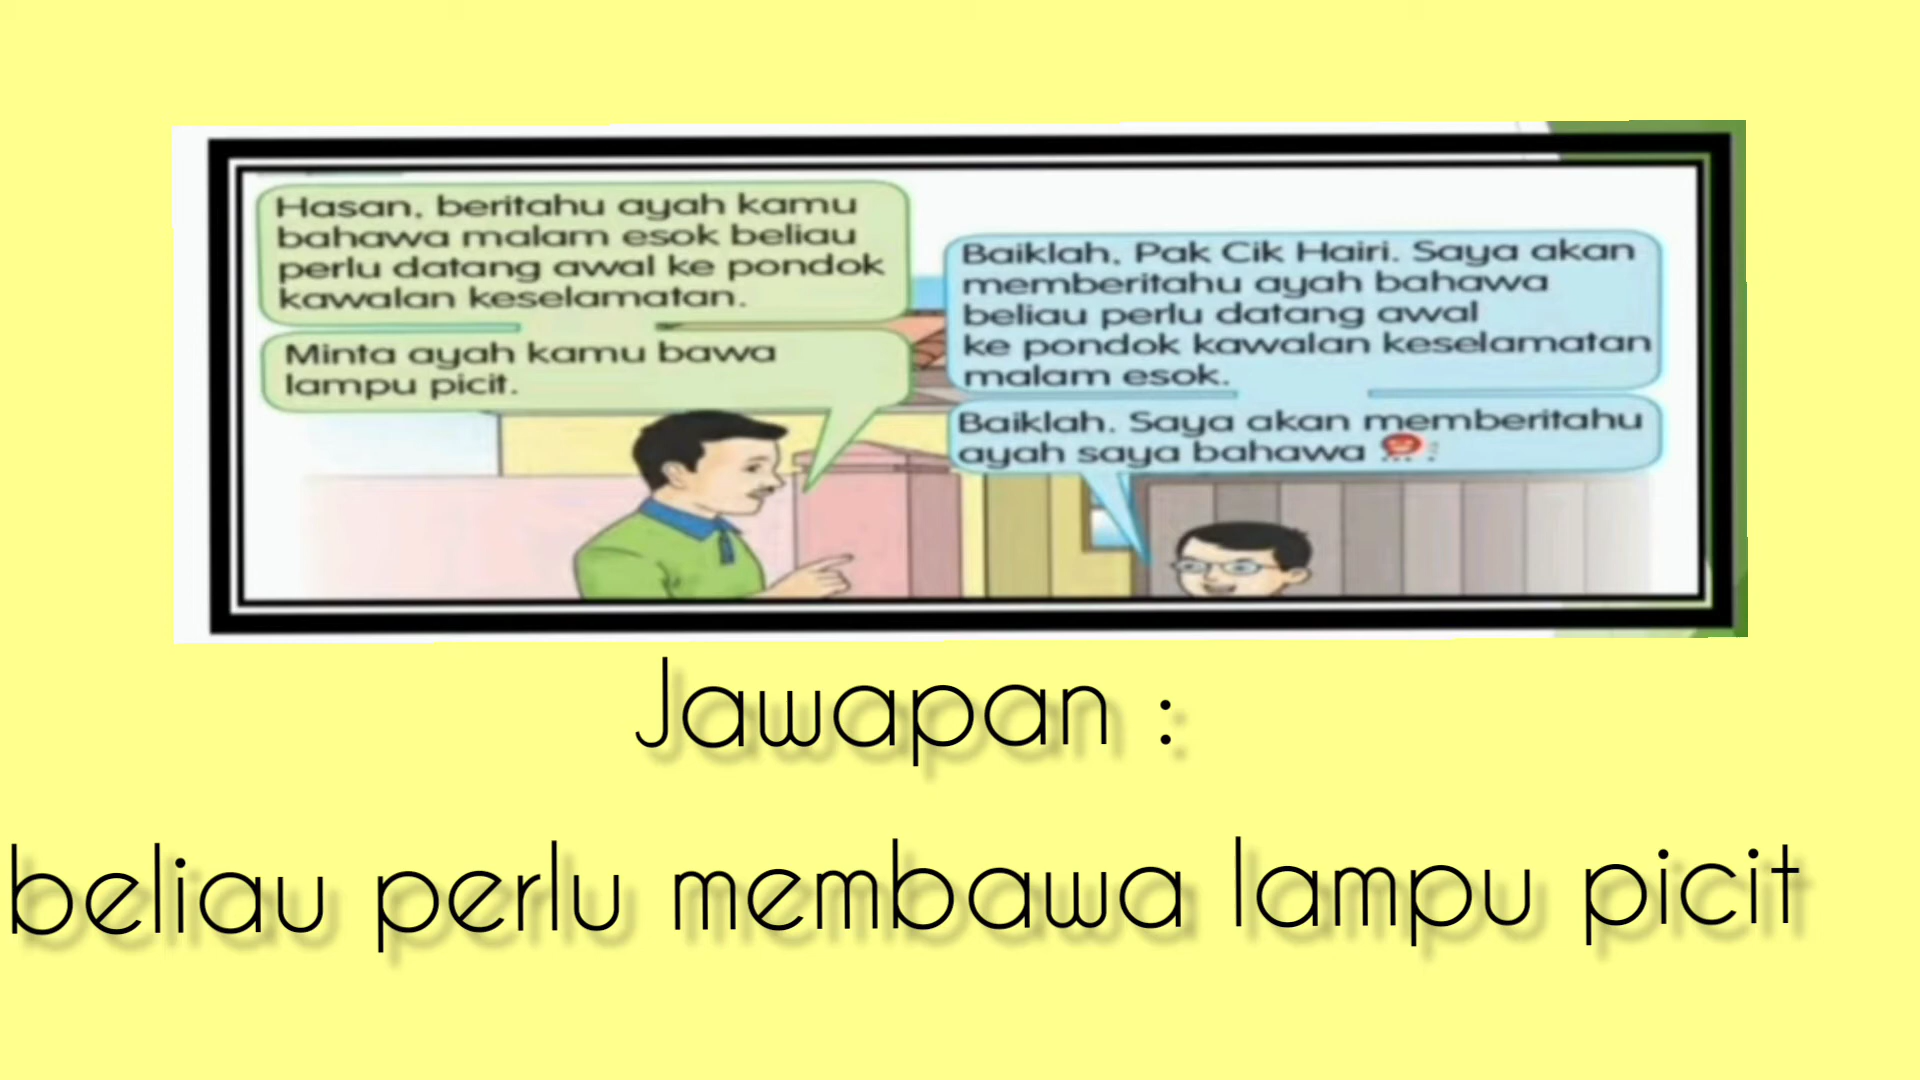 Hasan, beritahu ayah kamu
bahawa malam esok beliau
perlu datang awal ke pondok
kawalan keselamatan.
Minta ayah kamu bawa
lampu picit.
Baiklah, Pak Cik Hairi. Saya akan
memberitahu ayah bahawa
beliau perlu datang awal
ke pondok kawalan keselamatan
malam esok.
Baiklah. Saya akan memberitahu
ayah saya bahawa ... .
Jawapan :
beliau perlu membawa lampu picit